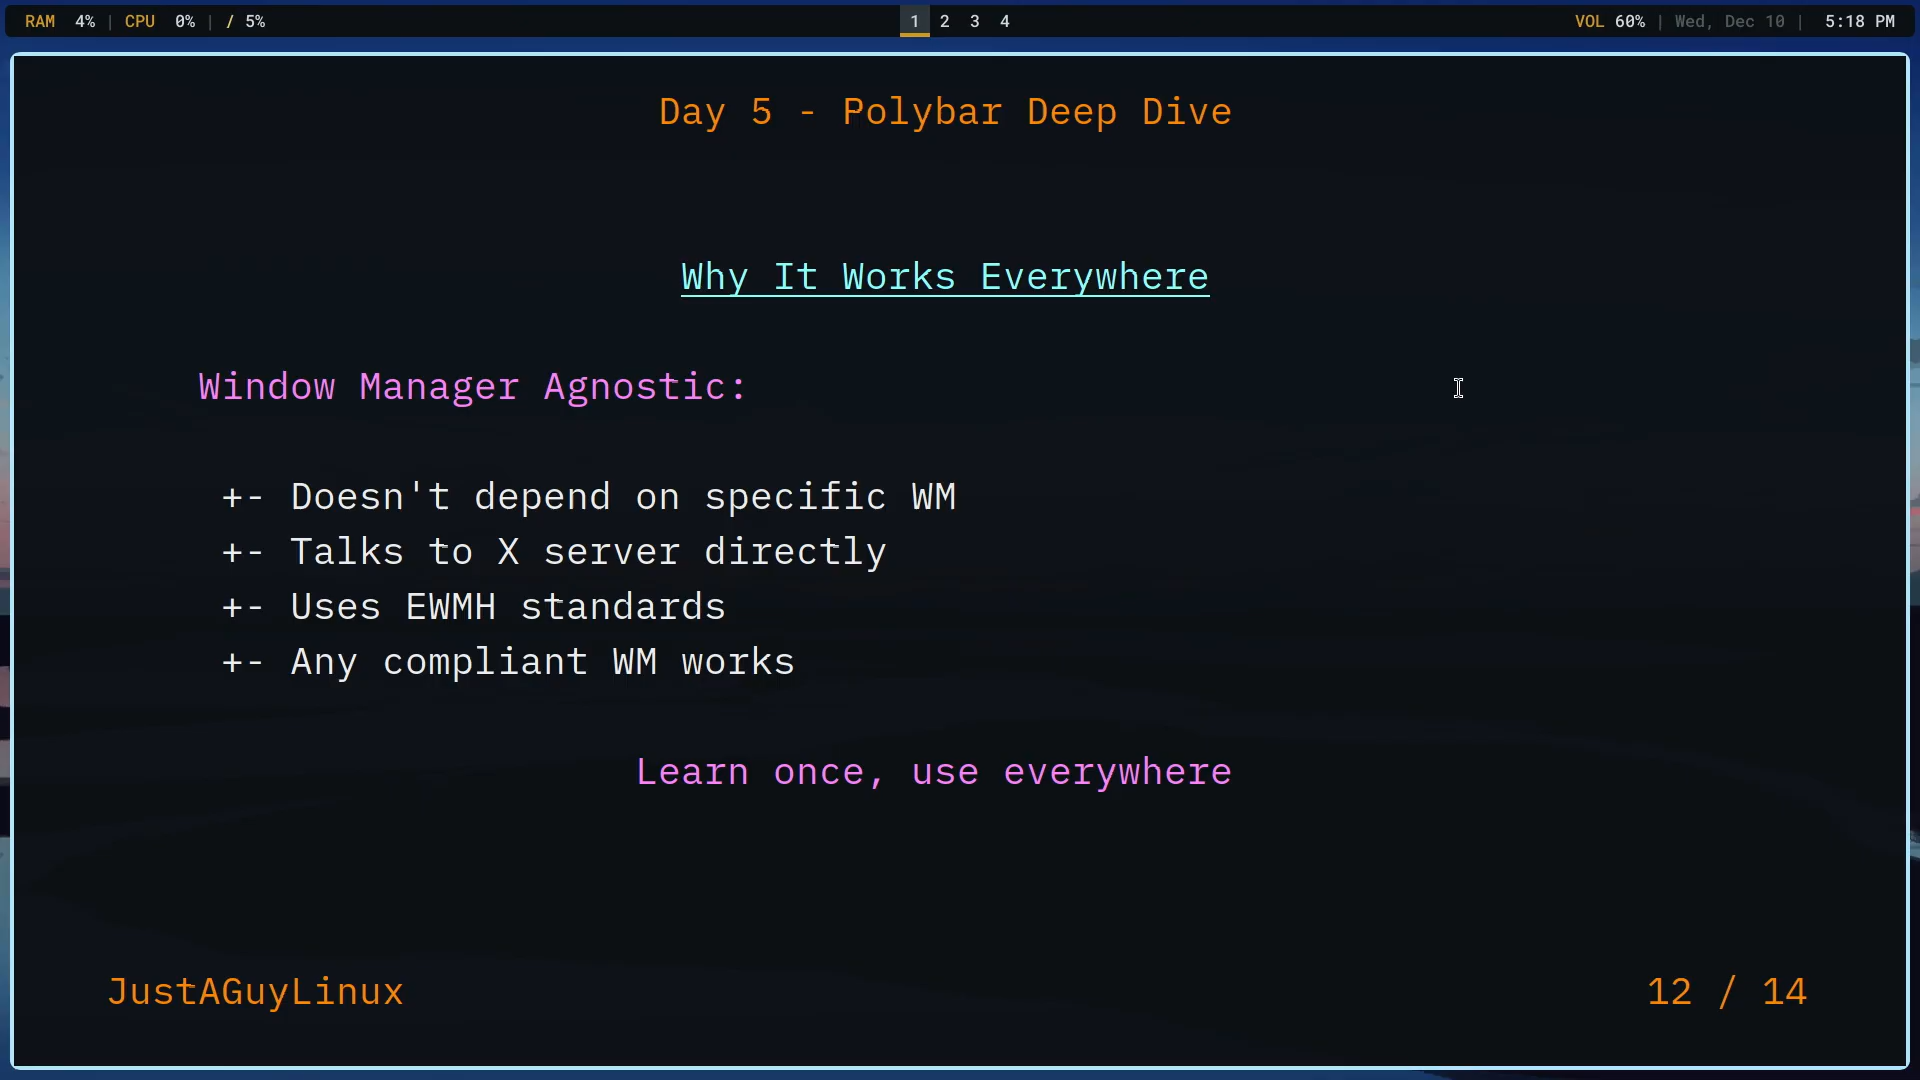 RAM 4% | CPU 0% | / 5% 1 2 3 4 VOL 60% | Wed, Dec 10 | 5:18 PM
Day 5 - Polybar Deep Dive
Why It Works Everywhere
Window Manager Agnostic:
+- Doesn't depend on specific WM
+- Talks to X server directly
+- Uses EWMH standards
+- Any compliant WM works
Learn once, use everywhere
JustAGuyLinux 12 / 14